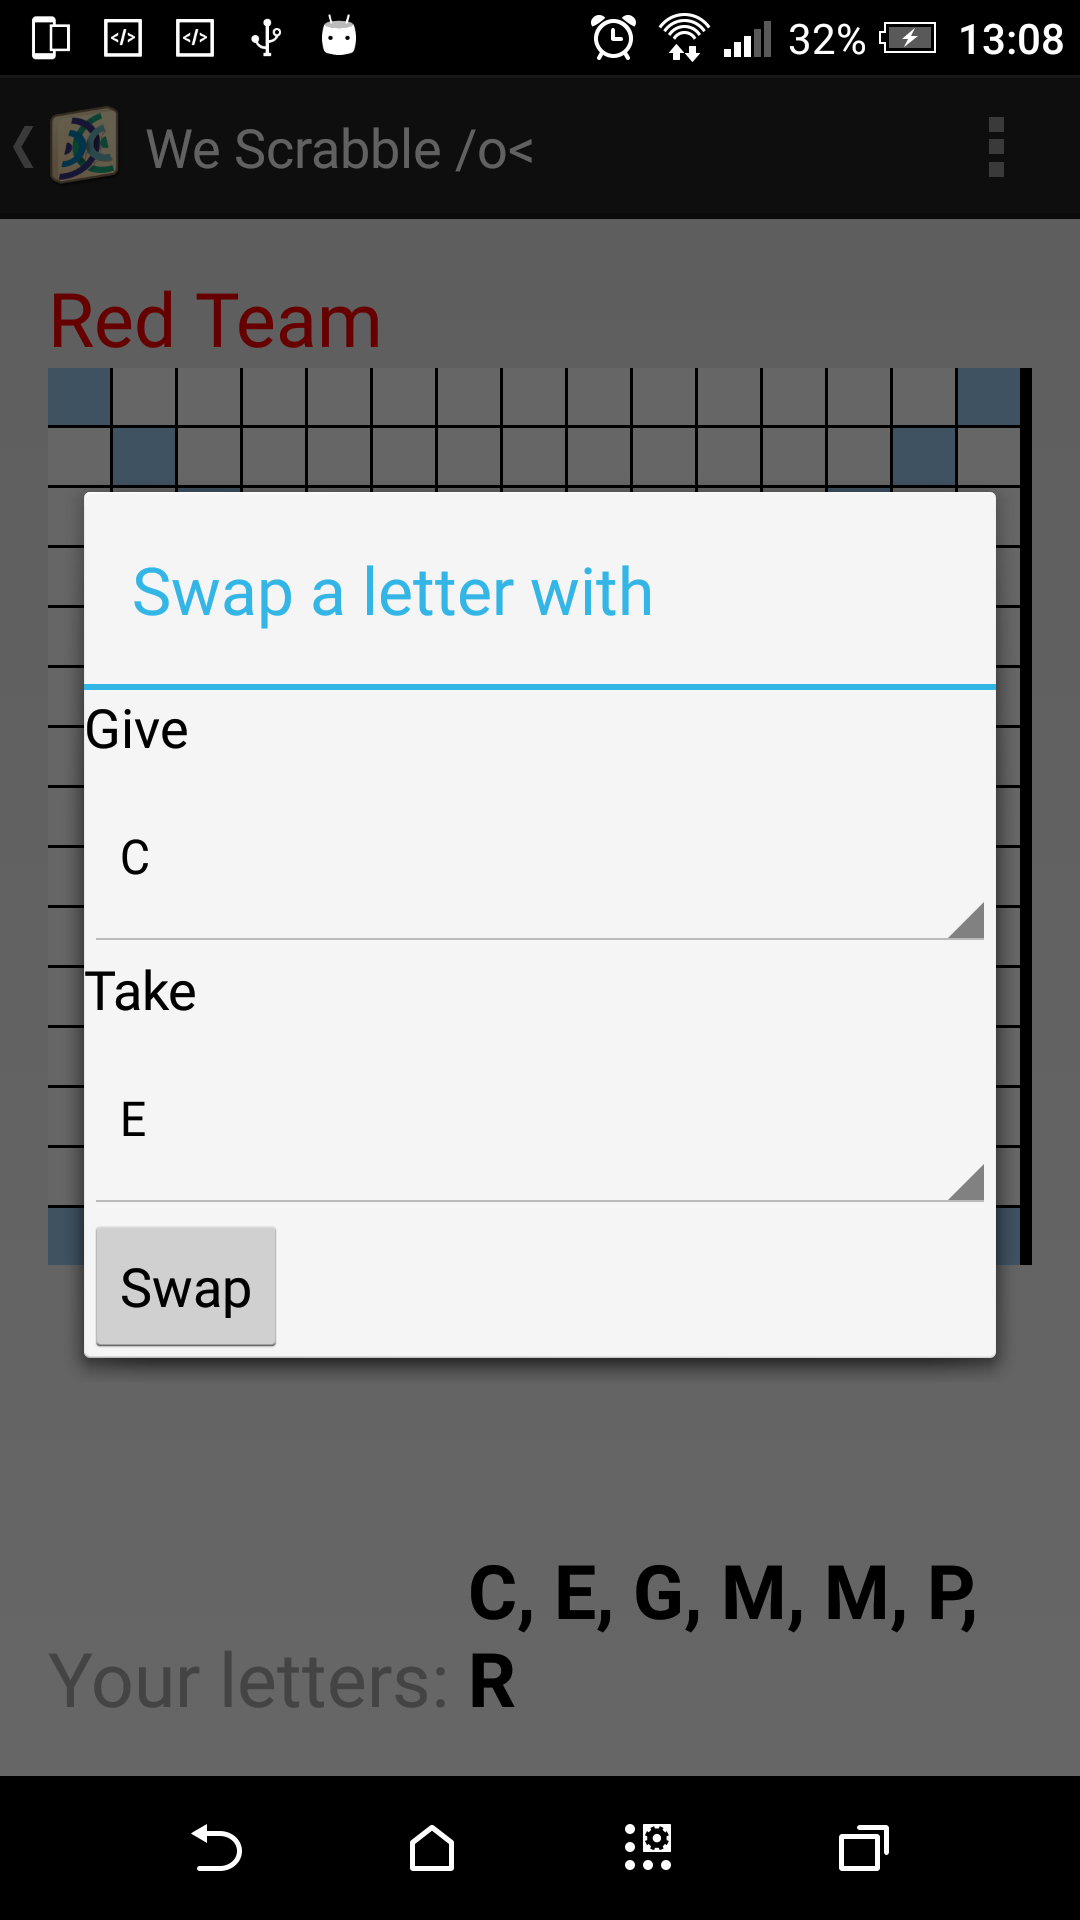 32% 13:08
We Scrabble /o<
Red Team
Swap a letter with
Give
C
Take
E
Swap
C, E, G, M, M, P,
Your letters: R